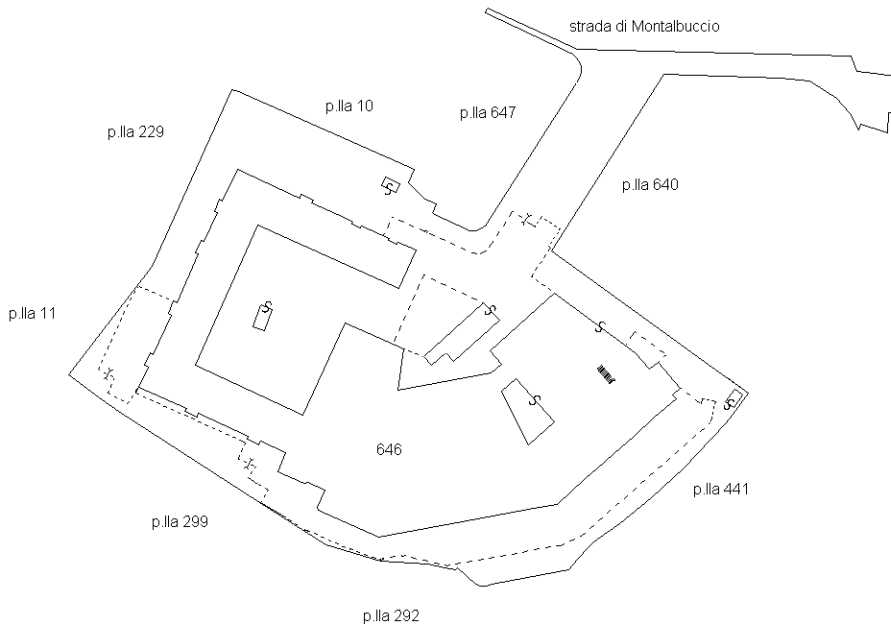 strada di Montalbuccio
p.lla 10
p.lla 647
p.lla 229
p.lla 640
p.lla 11
646
p.lla 441
p.lla 299
p.lla 292